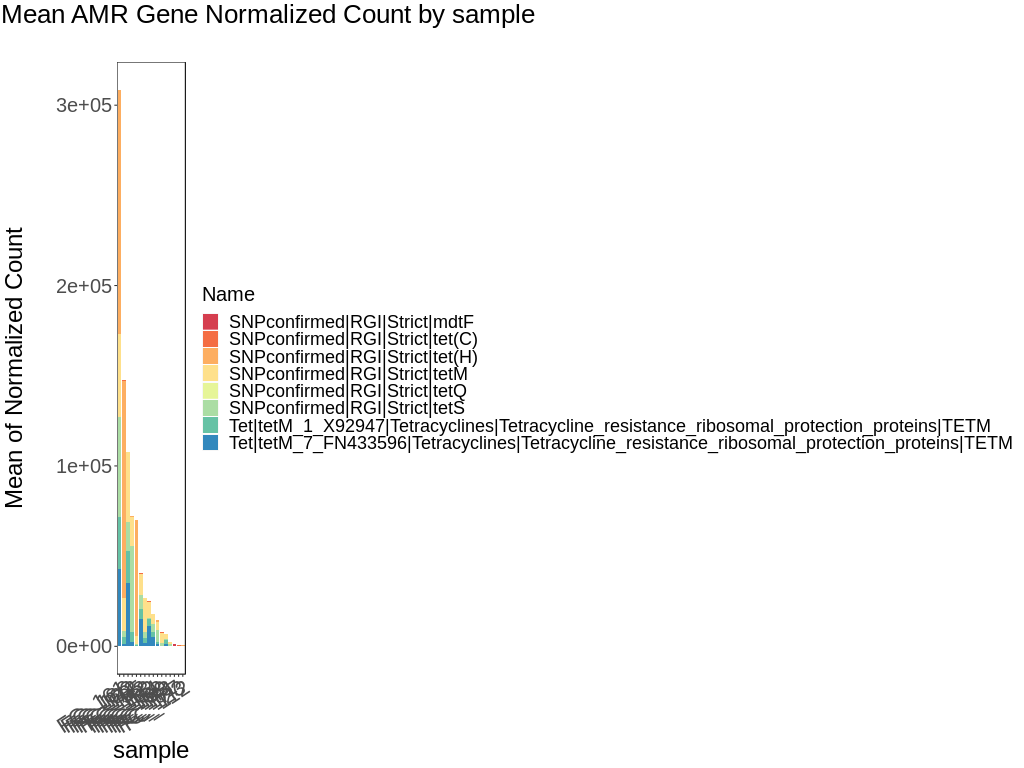 Mean AMR Gene Normalized Count by sample
3e+05
2e+05
1e+05
0e+00
Mean of Normalized Count
sample
Name
SNPconfirmed|RGI|Strict|mdtF
SNPconfirmed|RGI|Strict|tet(C)
SNPconfirmed|RGI|Strict|tet(H)
SNPconfirmed|RGI|Strict|tetM
SNPconfirmed|RGI|Strict|tetQ
SNPconfirmed|RGI|Strict|tetS
Tet|tetM_1_X92947|Tetracyclines|Tetracycline_resistance_ribosomal_protection_proteins|TETM
Tet|tetM_7_FN433596|Tetracyclines|Tetracycline_resistance_ribosomal_protection_proteins|TETM